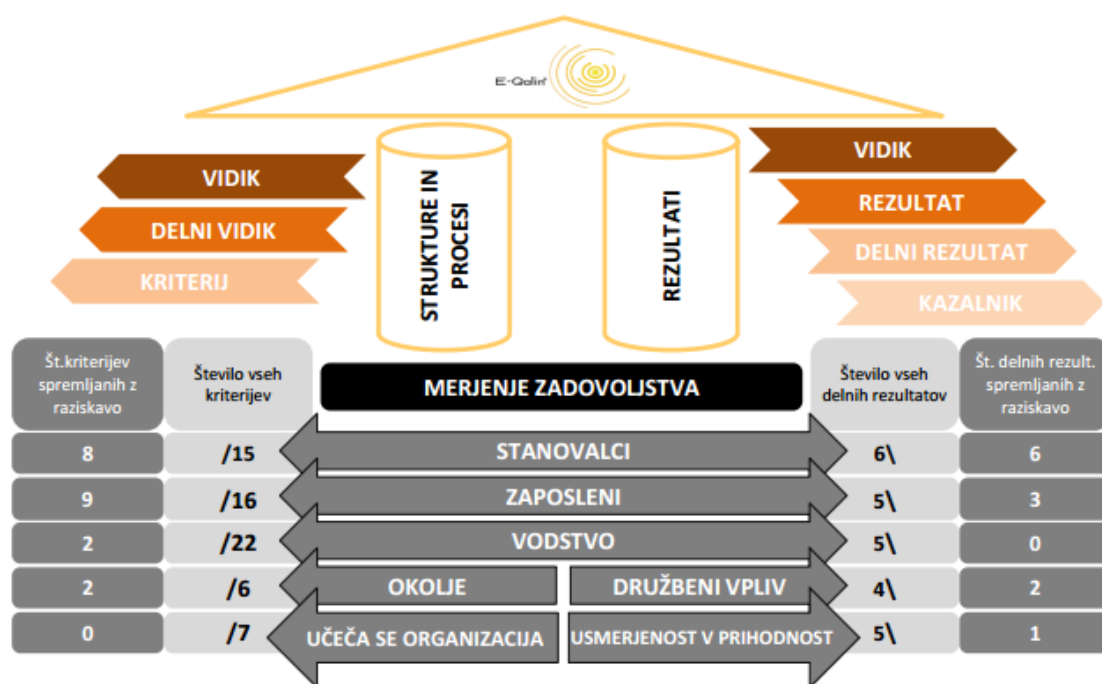 E-Qalin
VIDIK
DELNI VIDIK
KRITERIJ
STRUKTURE IN
PROCESI
REZULTATI
VIDIK
REZULTAT
DELNI REZULTAT
KAZALNIK
Št.kriterijev
spremljanih z
raziskavo
Število vseh
kriterijev
MERJENJE ZADOVOLJSTVA
Število vseh
delnih rezultatov
Št. delnih rezult.
spremljanih z
raziskavo
8 /15 STANOVALCI 6\ 6
9 /16 ZAPOSLENI 5\ 3
2 /22 VODSTVO 5\ 0
2 /6 OKOLJE DRUŽBENI VPLIV 4\ 2
0 /7 UČEČA SE ORGANIZACIJA USMERJENOST V PRIHODNOST 5\ 1